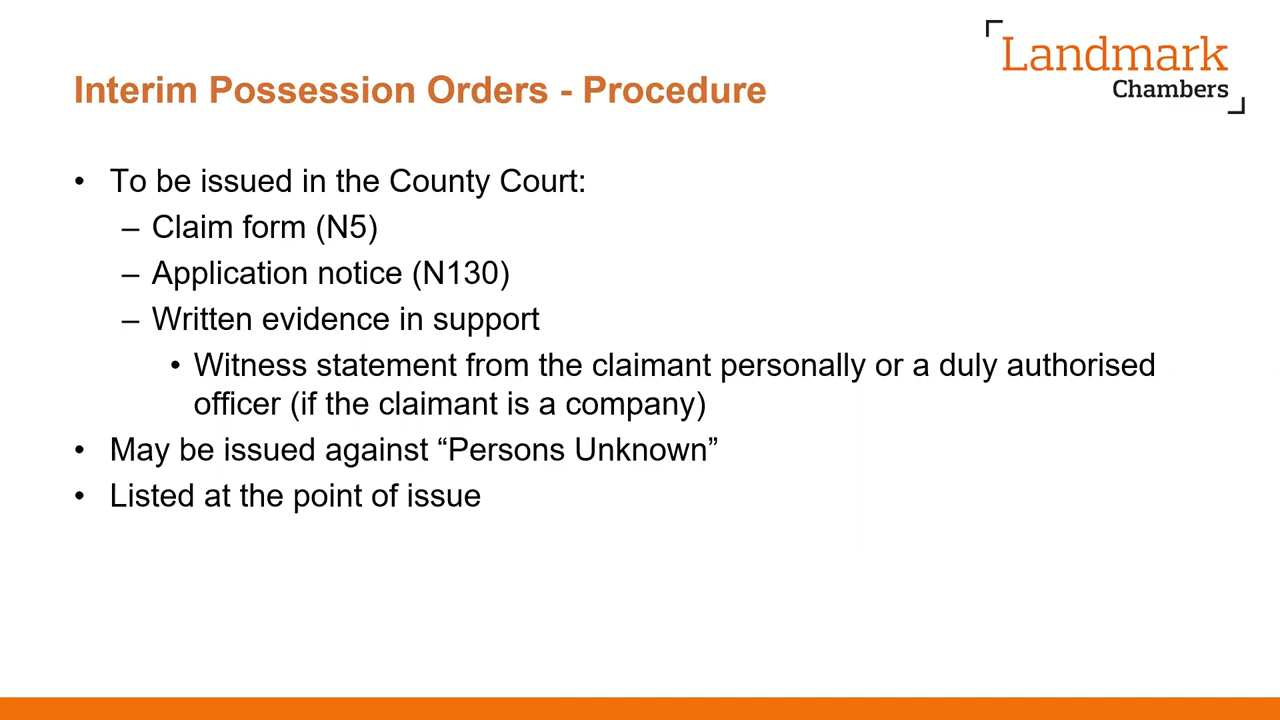 Landmark
Chambers
Interim Possession Orders - Procedure
• To be issued in the County Court:
– Claim form (N5)
– Application notice (N130)
– Written evidence in support
• Witness statement from the claimant personally or a duly authorised
officer (if the claimant is a company)
• May be issued against “Persons Unknown”
• Listed at the point of issue